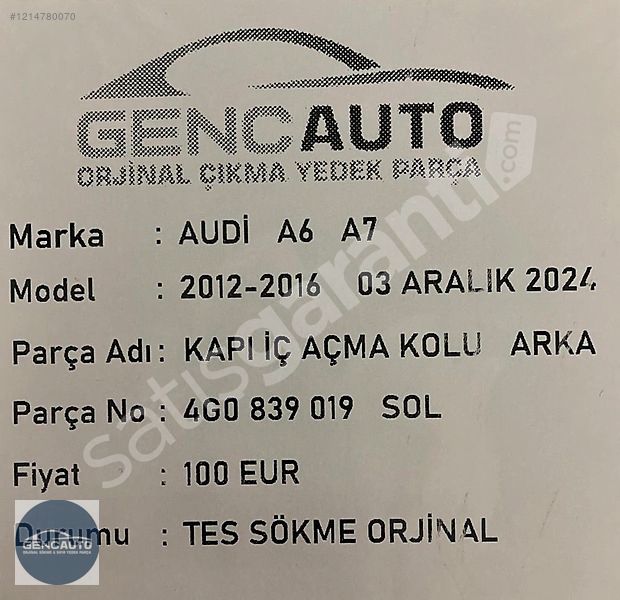 #1214780070
GENCAUTO
ORJİNAL ÇIKMA YEDEK PARÇA
satışgaranti.com
Marka : AUDİ A6 A7
Model : 2012-2016 03 ARALIK 2024
Parça Adı : KAPI İÇ AÇMA KOLU ARKA
Parça No : 4G0 839 019 SOL
Fiyat : 100 EUR
Durumu : TES SÖKME ORJİNAL
GENCAUTO